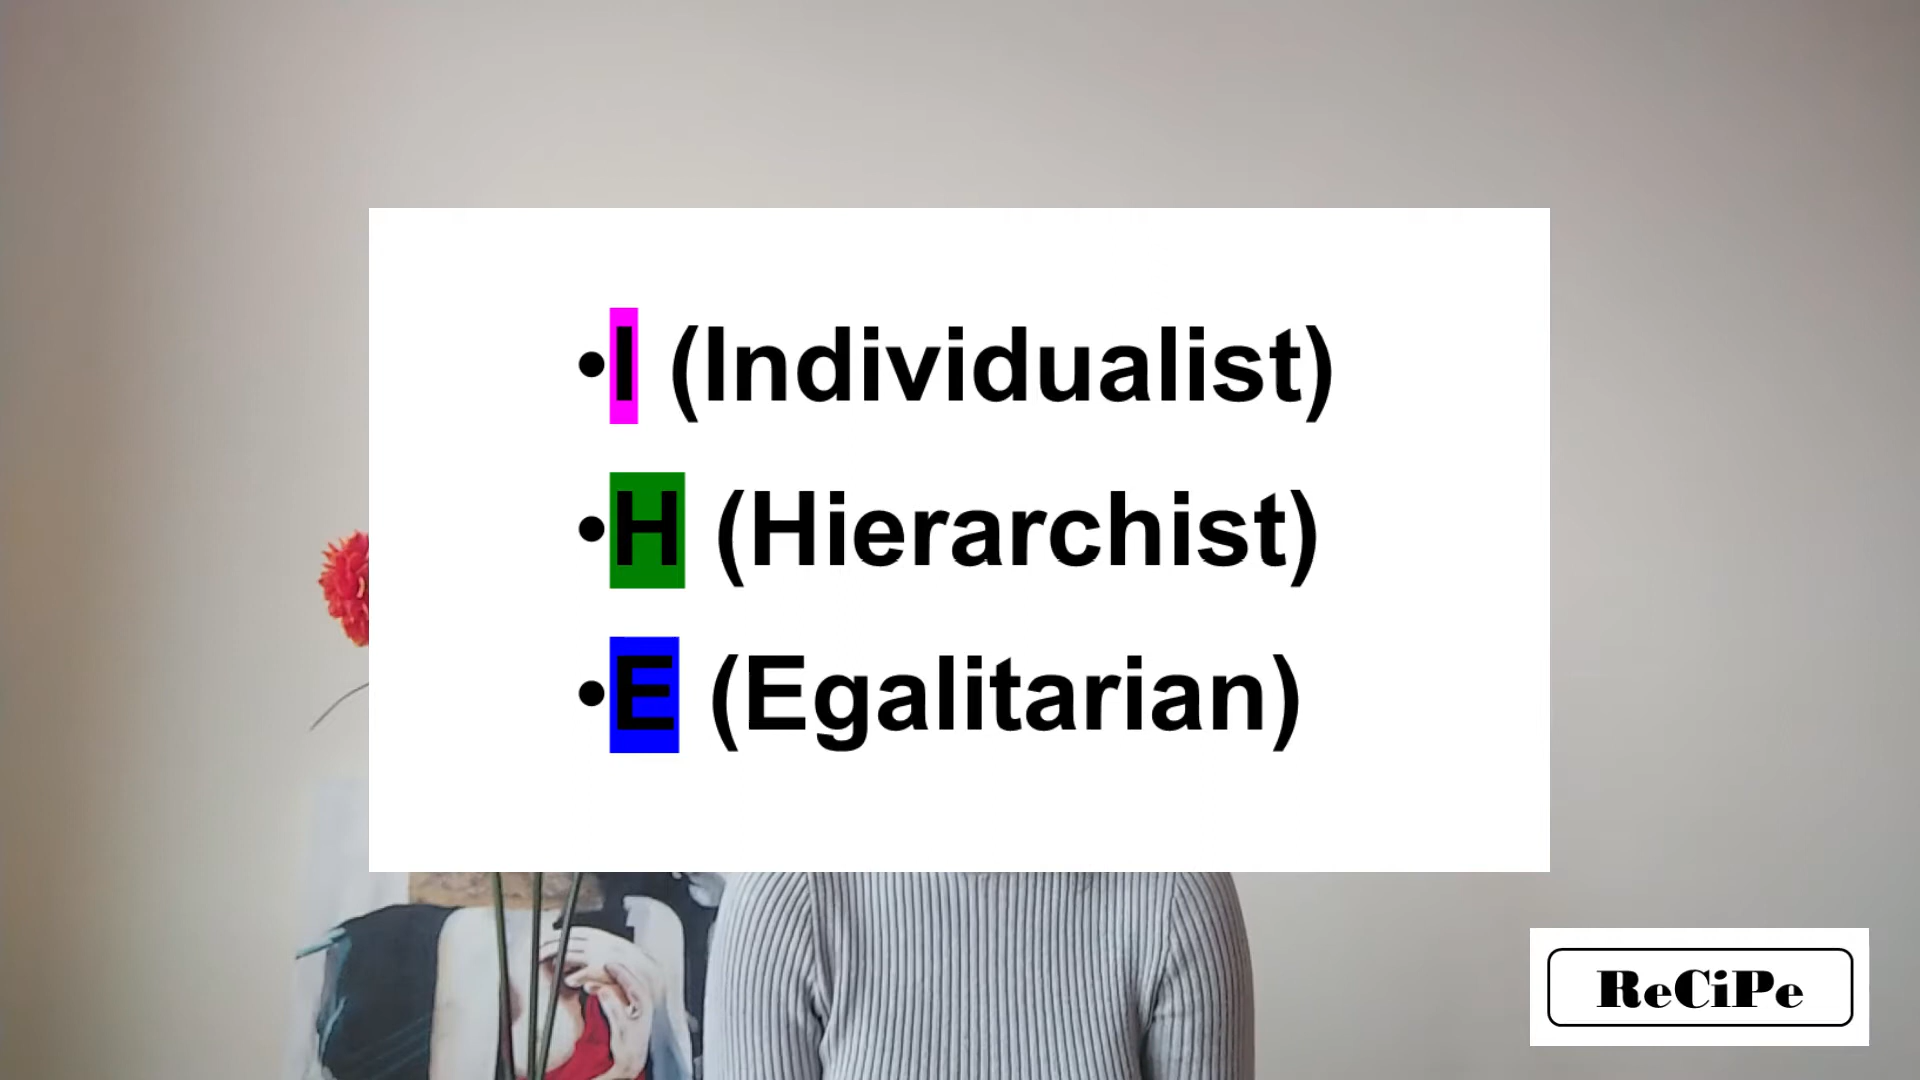 •I (Individualist)
•H (Hierarchist)
•E (Egalitarian)
ReCiPe